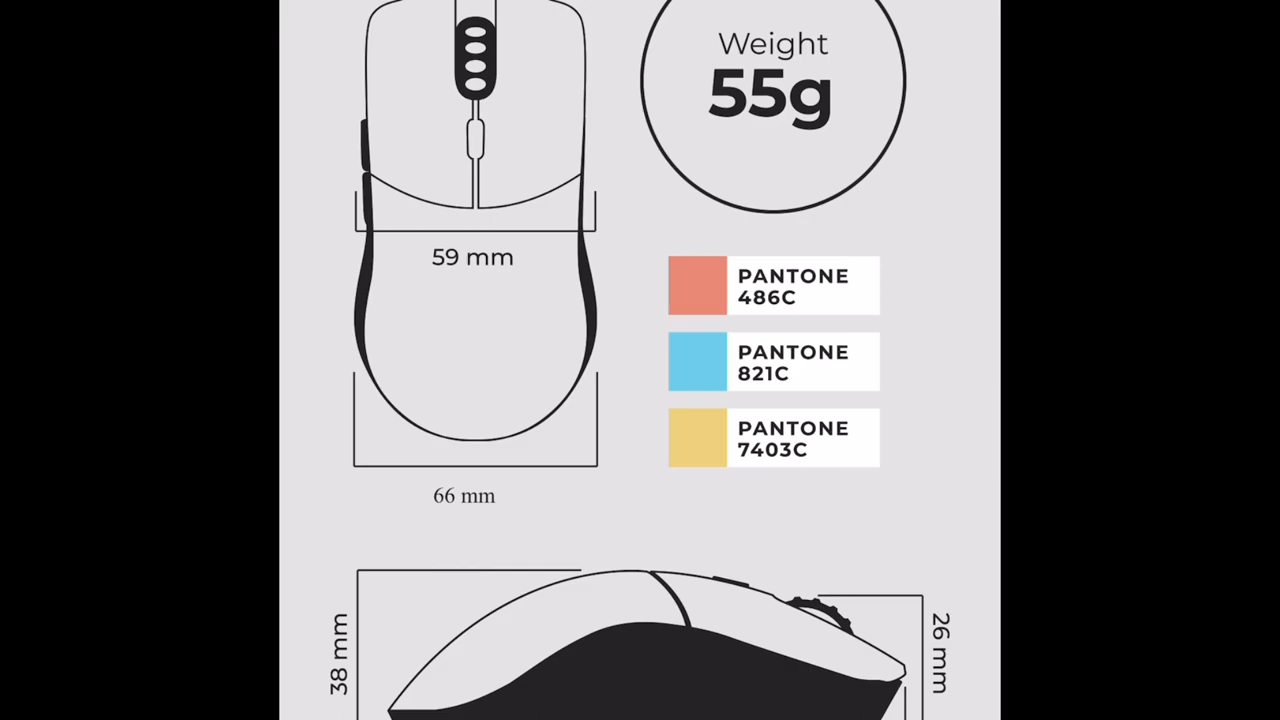 Weight
55g
59 mm
PANTONE
486C
PANTONE
821C
PANTONE
7403C
66 mm
38 mm
26 mm